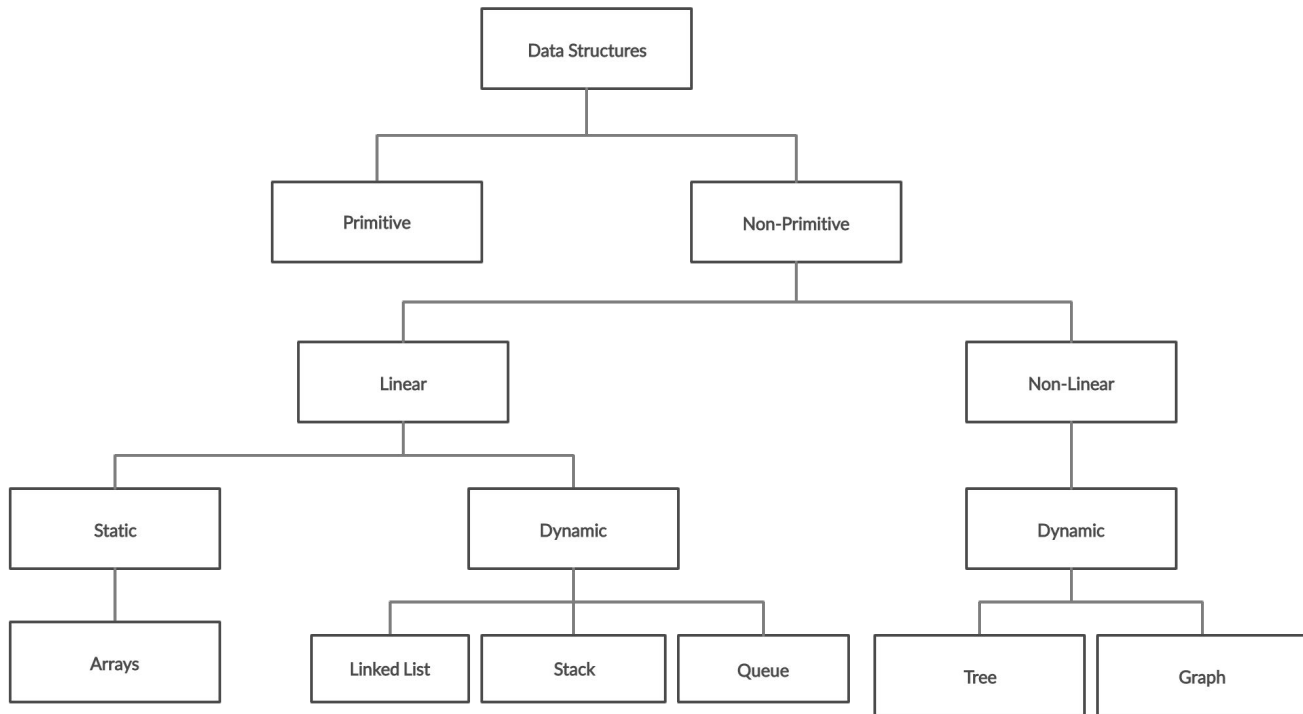 Data Structures
Primitive
Non-Primitive
Linear
Non-Linear
Static
Dynamic
Dynamic
Arrays
Linked List
Stack
Queue
Tree
Graph